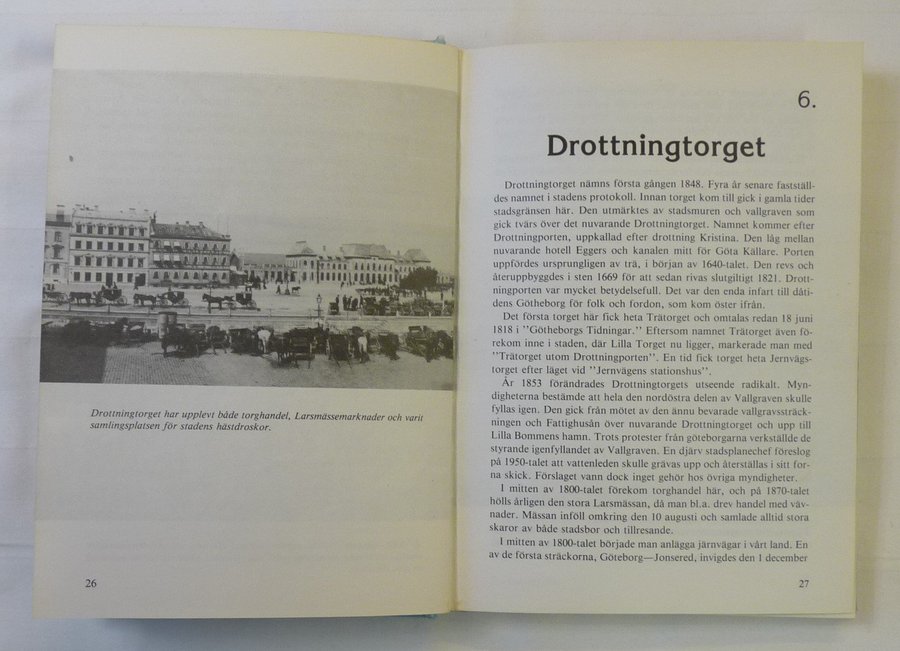 Drottningtorget har upplevt både torghandel, Larsmässemarknader och varit
samlingsplatsen för stadens hästdroskor.
26
6.
Drottningtorget
Drottningtorget nämns första gången 1848. Fyra år senare fastställ-
des namnet i stadens protokoll. Innan torget kom till gick i gamla tider
stadsgränsen här. Den utmärktes av stadsmuren och vallgraven som
gick tvärs över det nuvarande Drottningtorget. Namnet kommer efter
Drottningporten, uppkallad efter drottning Kristina. Den låg mellan
nuvarande hotell Eggers och kanalen mitt för Göta Källare. Porten
uppfördes ursprungligen av trä, i början av 1640-talet. Den revs och
återuppbyggdes i sten 1669 för att sedan rivas slutgiltigt 1821. Drott-
ningporten var mycket betydelsefull. Det var den enda infart till dåti-
dens Götheborg för folk och fordon, som kom öster ifrån.
Det första torget här fick heta Trätorget och omtalas redan 18 juni
1818 i "Götheborgs Tidningar." Eftersom namnet Trätorget även fö-
rekom inne i staden, där Lilla Torget nu ligger, markerade man med
"Trätorget utom Drottningporten". En tid fick torget heta Jernvägs-
torget efter läget vid "Jernvägens stationshus".
År 1853 förändrades Drottningtorgets utseende radikalt. Myn-
digheterna bestämde att hela den nordöstra delen av Vallgraven skulle
fyllas igen. Den gick från mötet av den ännu bevarade vallgravssträck-
ningen och Fattighusån över nuvarande Drottningtorget och upp till
Lilla Bommens hamn. Trots protester från göteborgarna verkställde de
styrande igenfyllandet av Vallgraven. En djärv stadsplanechef föreslog
på 1950-talet att vattenleden skulle grävas upp och återställas i sitt for-
na skick. Förslaget vann dock inget gehör hos övriga myndigheter.
I mitten av 1800-talet förekom torghandel här, och på 1870-talet
hölls årligen den stora Larsmässan, då man bl.a. drev handel med väv-
nader. Mässan inföll omkring den 10 augusti och samlade alltid stora
skaror av både stadsbor och tillresande.
I mitten av 1800-talet började man anlägga järnvägar i vårt land. En
av de första sträckorna, Göteborg—Jonsered, invigdes den 1 december
27